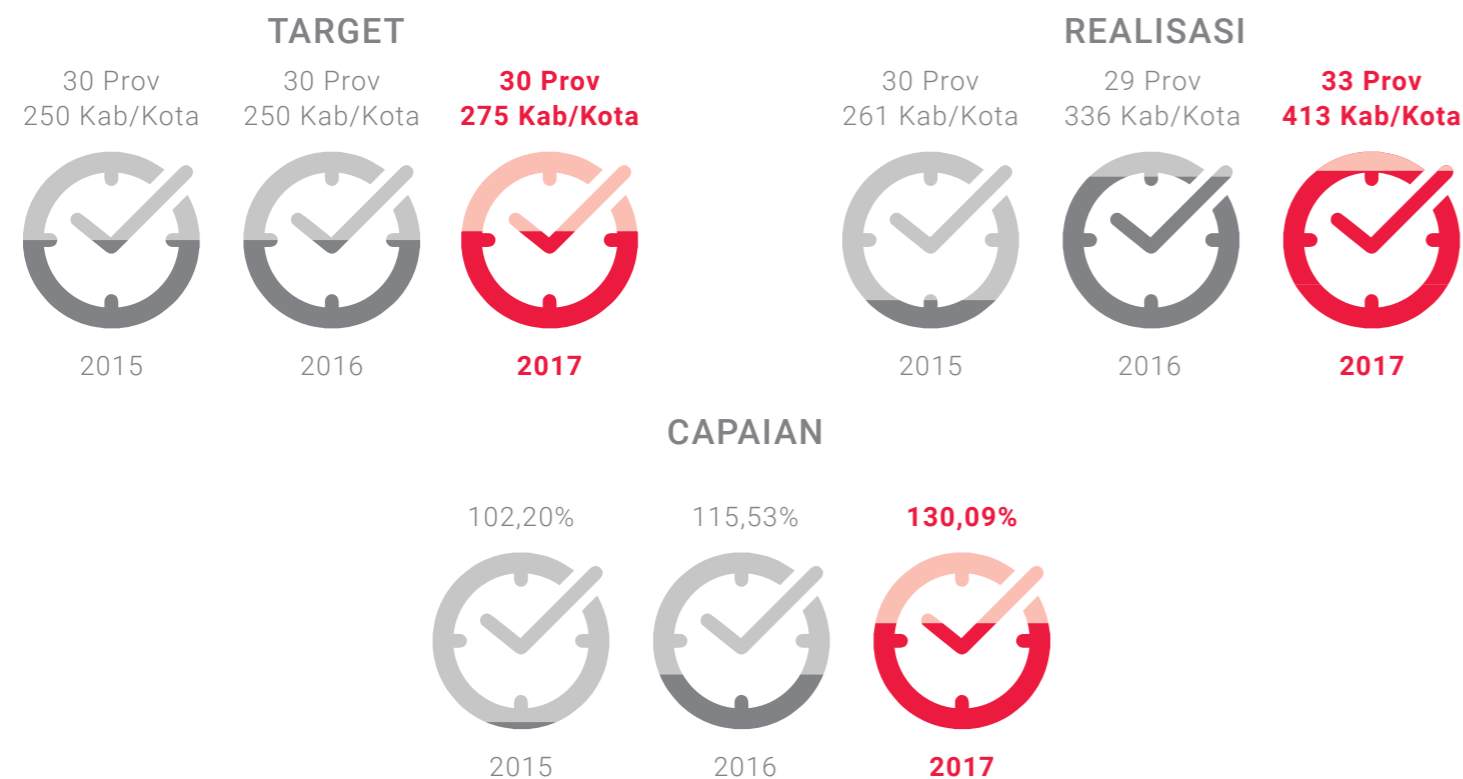 TARGET
30 Prov
250 Kab/Kota
30 Prov
250 Kab/Kota
30 Prov
275 Kab/Kota
2015
2016
2017
REALISASI
30 Prov
261 Kab/Kota
29 Prov
336 Kab/Kota
33 Prov
413 Kab/Kota
2015
2016
2017
CAPAIAN
102,20%
115,53%
130,09%
2015
2016
2017